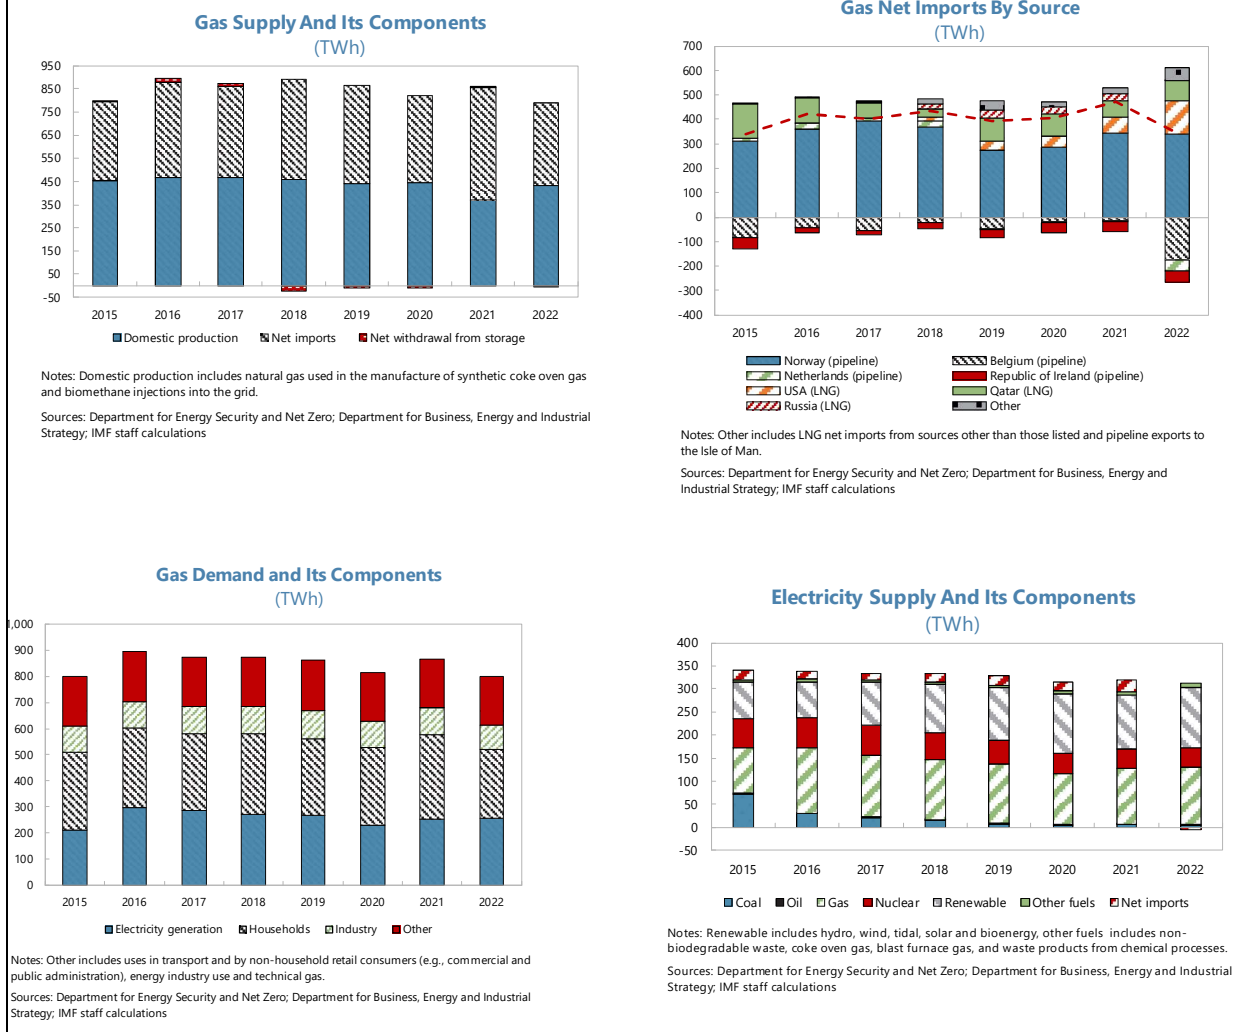 Gas Supply And Its Components
(TWh)
950
850
750
650
550
450
350
250
150
50
-50
2015 2016 2017 2018 2019 2020 2021 2022
Domestic production Net imports Net withdrawal from storage
Notes: Domestic production includes natural gas used in the manufacture of synthetic coke oven gas
and biomethane injections into the grid.
Sources: Department for Energy Security and Net Zero; Department for Business, Energy and Industrial
Strategy; IMF staff calculations
Gas Net Imports By Source
(TWh)
700
600
500
400
300
200
100
0
-100
-200
-300
-400
2015 2016 2017 2018 2019 2020 2021 2022
Norway (pipeline) Belgium (pipeline)
Netherlands (pipeline) Republic of Ireland (pipeline)
USA (LNG) Qatar (LNG)
Russia (LNG) Other
Notes: Other includes LNG net imports from sources other than those listed and pipeline exports to
the Isle of Man.
Sources: Department for Energy Security and Net Zero; Department for Business, Energy and
Industrial Strategy; IMF staff calculations
Gas Demand and Its Components
(TWh)
1,000
900
800
700
600
500
400
300
200
100
0
2015 2016 2017 2018 2019 2020 2021 2022
Electricity generation Households Industry Other
Notes: Other includes uses in transport and by non-household retail consumers (e.g., commercial and
public administration), energy industry use and technical gas.
Sources: Department for Energy Security and Net Zero; Department for Business, Energy and Industrial
Strategy; IMF staff calculations
Electricity Supply And Its Components
(TWh)
400
350
300
250
200
150
100
50
0
-50
2015 2016 2017 2018 2019 2020 2021 2022
Coal Oil Gas Nuclear Renewable Other fuels Net imports
Notes: Renewable includes hydro, wind, tidal, solar and bioenergy, other fuels includes non-
biodegradable waste, coke oven gas, blast furnace gas, and waste products from chemical processes.
Sources: Department for Energy Security and Net Zero; Department for Business, Energy and Industrial
Strategy; IMF staff calculations